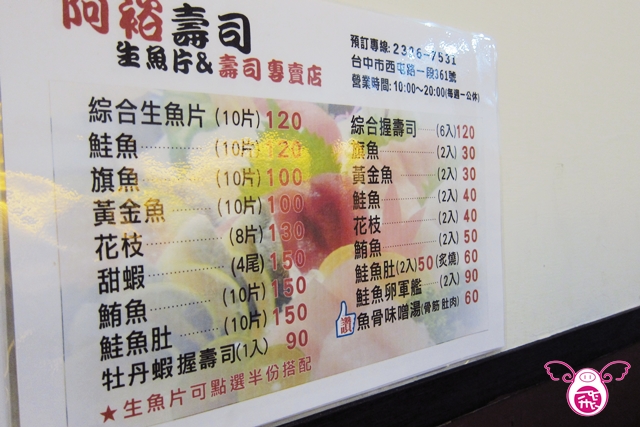 阿裕壽司
生魚片&壽司專賣店
預訂專線: 2326-7531
台中市西屯路一段361號
營業時間: 10:00～20:00(每週一公休)
綜合生魚片(10片)120
鮭魚(10片)120
旗魚(10片)100
黃金魚(10片)100
花枝(8片)130
甜蝦(4尾)150
鮪魚(10片)150
鮭魚肚(10片)150
牡丹蝦握壽司(1入) 90
★生魚片可點選半份搭配
綜合握壽司(6入)120
旗魚(2入) 30
黃金魚(2入) 30
鮭魚(2入) 40
花枝(2入) 40
鮪魚(2入) 50
鮭魚肚(2入)50(炙燒) 60
鮭魚卵軍艦(2入) 90
讚 魚骨味噌湯(骨筋 肚肉) 60
飛